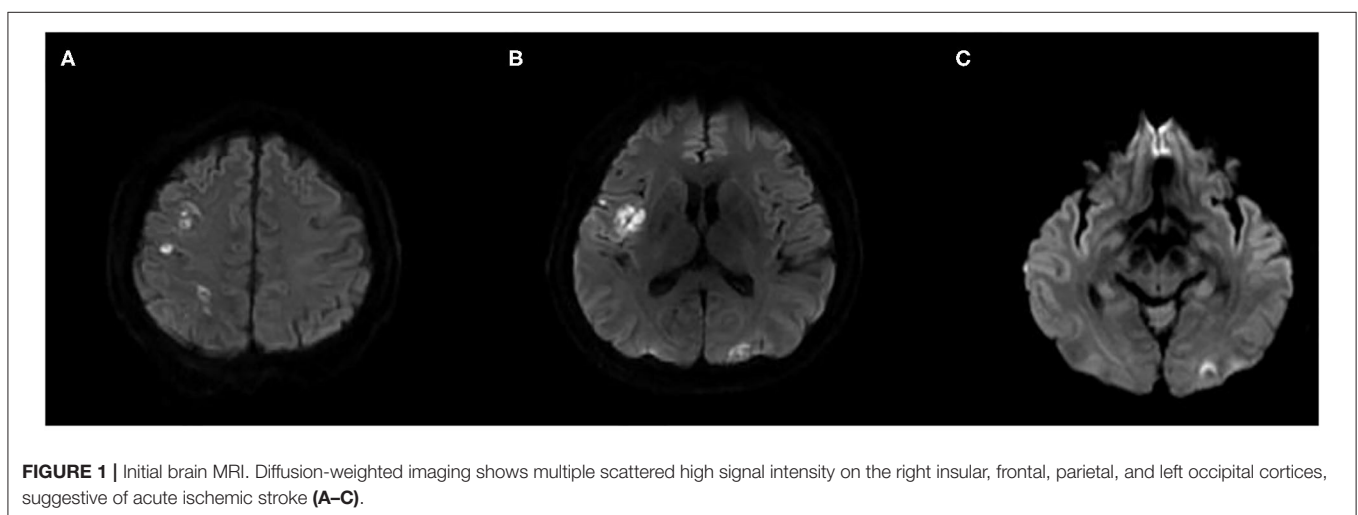 A B C
FIGURE 1 | Initial brain MRI. Diffusion-weighted imaging shows multiple scattered high signal intensity on the right insular, frontal, parietal, and left occipital cortices,
suggestive of acute ischemic stroke (A–C).